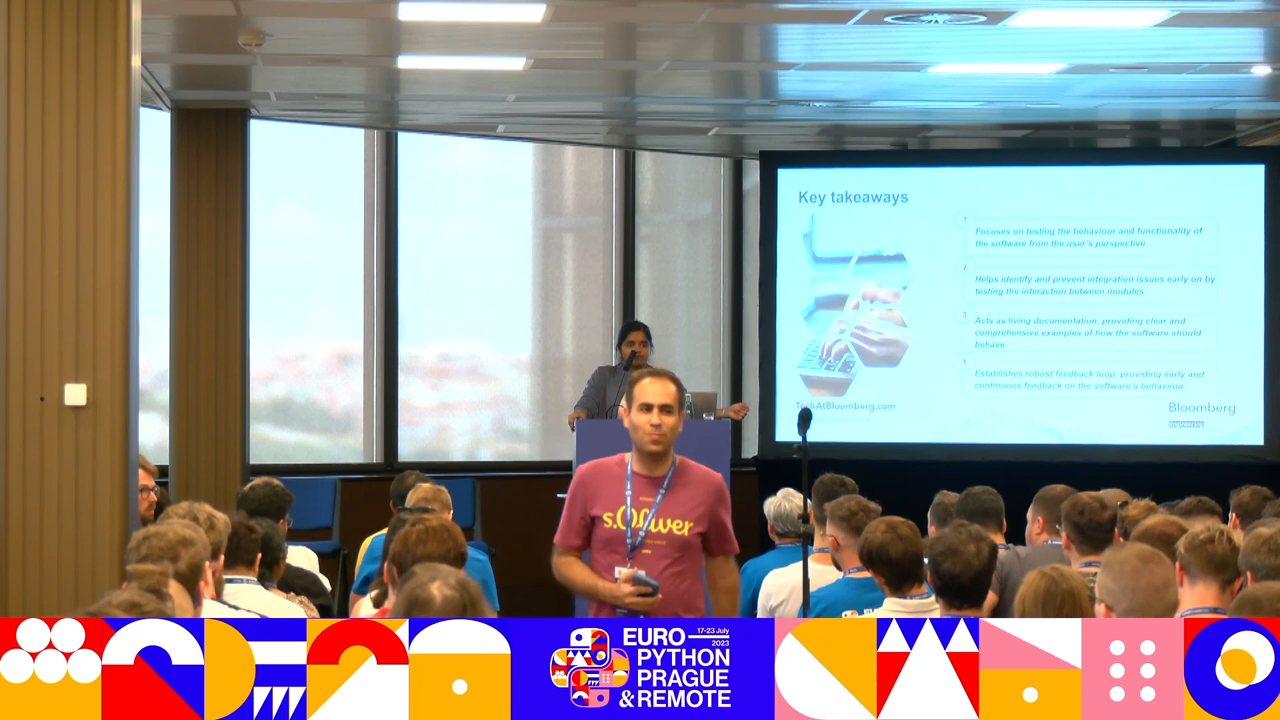 Key takeaways
1
Focuses on testing the behaviour and functionality of
the software from the user's perspective
2
Helps identify and prevent integration issues early on by
testing the interaction between modules
3
Acts as living documentation, providing clear and
comprehensive examples of how the software should
behave
4
Establishes robust feedback loop, providing early and
continuous feedback on the software's behaviour
TechAtBloomberg.com
Bloomberg
Engineering
s.Oliver
17-23 July
2023
EURO
PYTHON
PRAGUE
& REMOTE